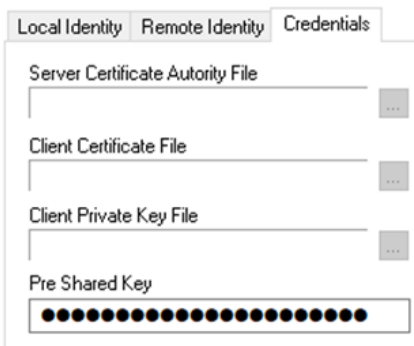 Local Identity Remote Identity Credentials
Server Certificate Autority File
...
Client Certificate File
...
Client Private Key File
...
Pre Shared Key
●●●●●●●●●●●●●●●●●●●●●●